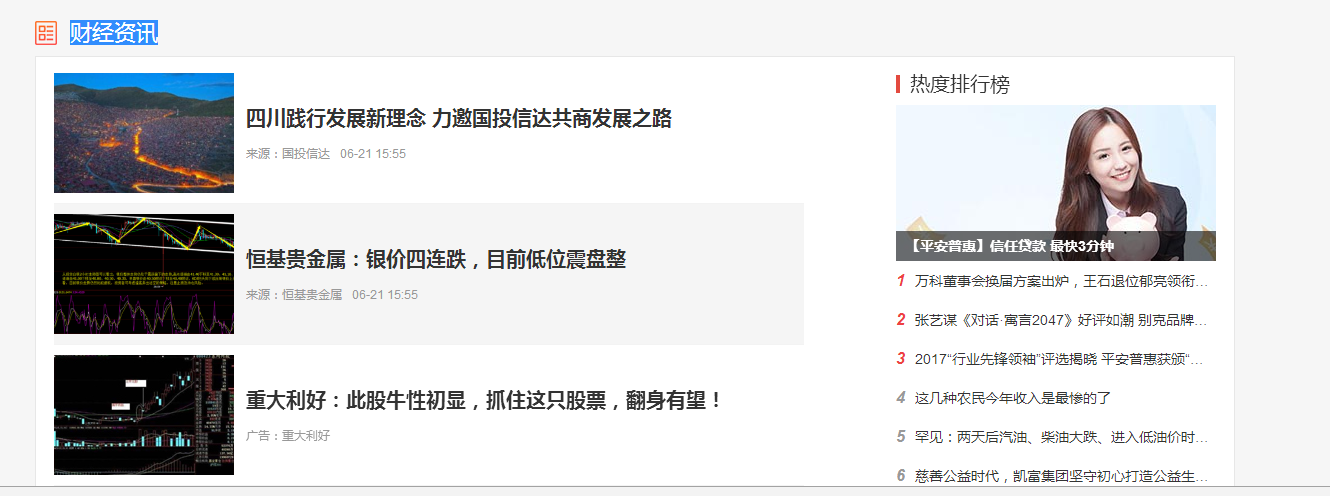 财经资讯
四川践行发展新理念 力邀国投信达共商发展之路
来源：国投信达 06-21 15:55
恒基贵金属：银价四连跌，目前低位震盘整
来源：恒基贵金属 06-21 15:55
重大利好：此股牛性初显，抓住这只股票，翻身有望！
广告：重大利好
热度排行榜
【平安普惠】信任贷款 最快3分钟
1 万科董事会换届方案出炉，王石退位郁亮领衔...
2 张艺谋《对话·寓言2047》好评如潮 别克品牌...
3 2017“行业先锋领袖”评选揭晓 平安普惠获颁“...
4 这几种农民今年收入是最惨的了
5 罕见：两天后汽油、柴油大跌、进入低油价时...
6 慈善公益时代，凯富集团坚守初心打造公益生...